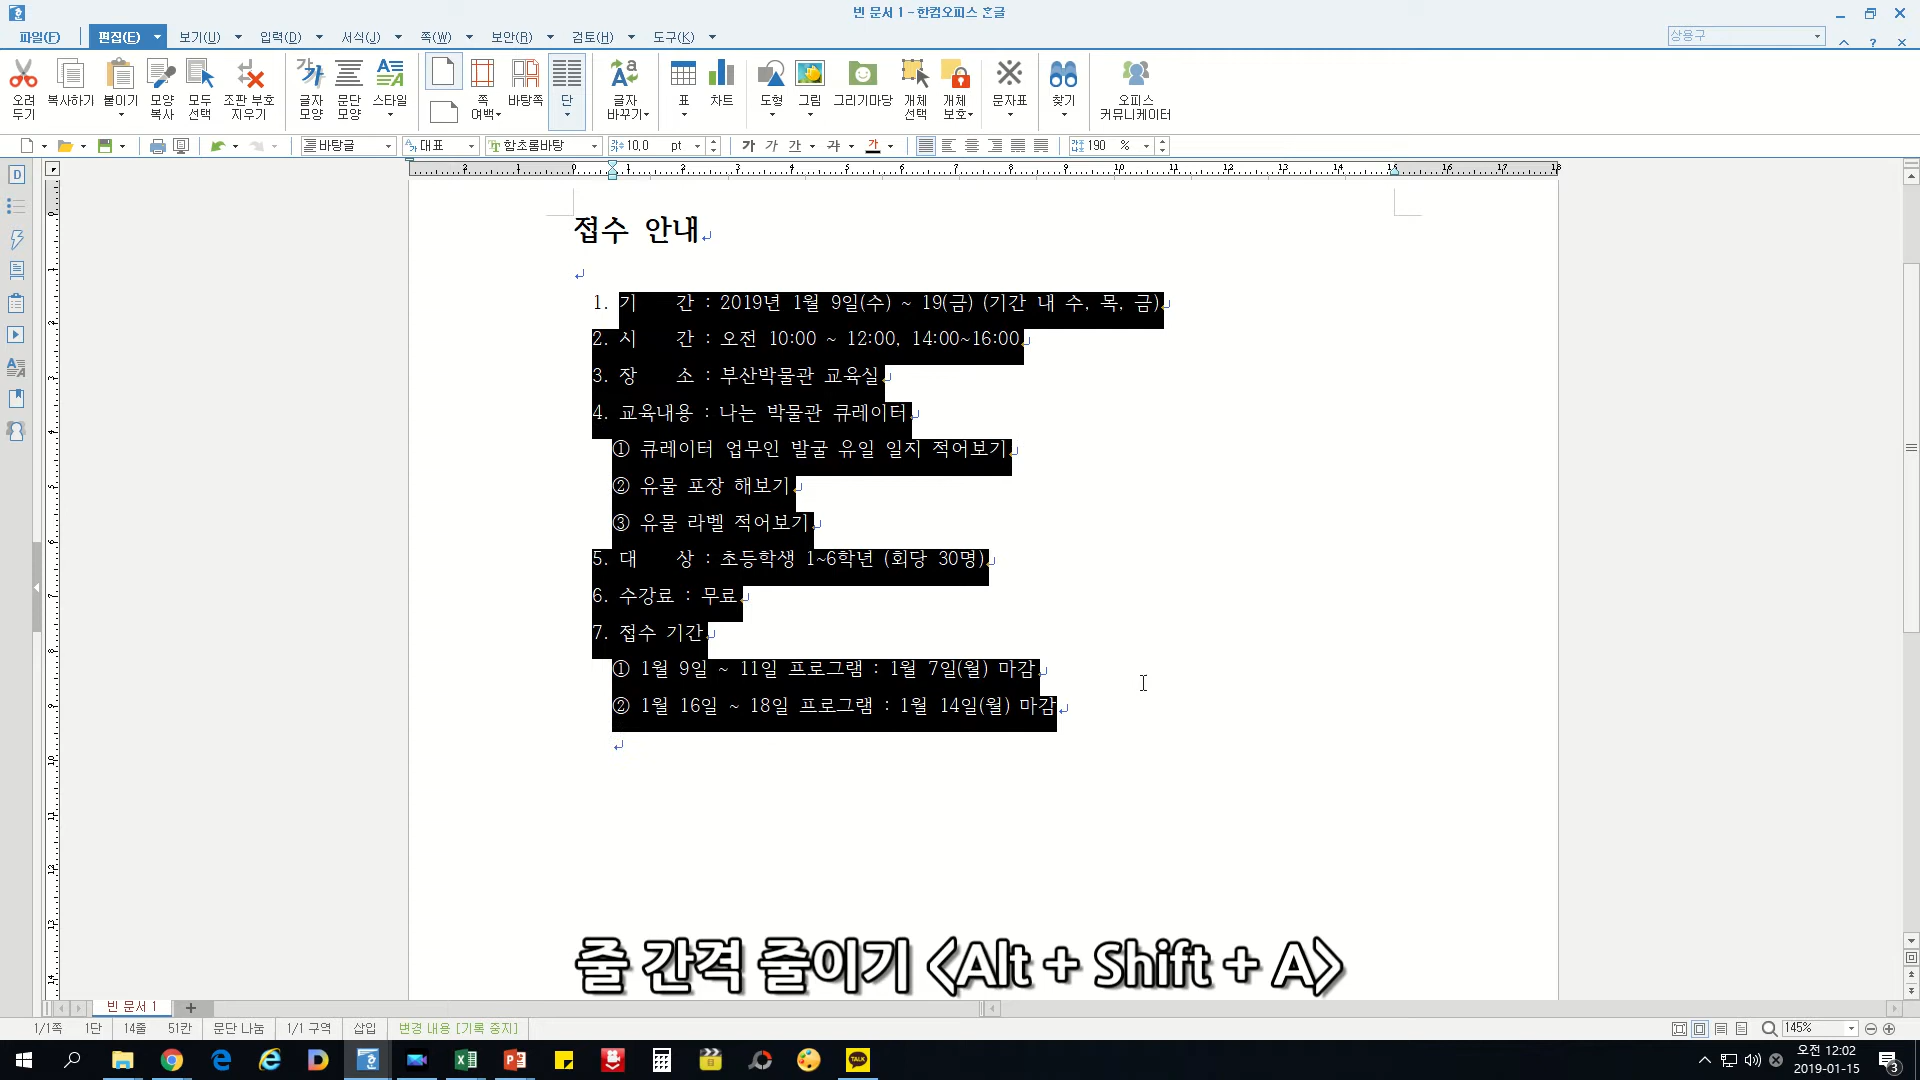 빈 문서 1 - 한컴오피스 한글
파일(F) 편집(E) 보기(U) 입력(D) 서식(J) 쪽(W) 보안(R) 검토(H) 도구(K) 상용구
오려 두기 복사하기 붙이기 모양 복사 모두 선택 조판 부호 지우기 글자 모양 문단 모양 스타일 쪽 여백 바탕쪽 단 글자 바꾸기 표 차트 도형 그림 그리기마당 개체 선택 개체 보호 문자표 찾기 오피스 커뮤니케이터
바탕글 대표 함초롬바탕 10.0 pt 가 가 가 가 가 190 %
접수 안내
1. 기 간 : 2019년 1월 9일(수) ~ 19(금) (기간 내 수, 목, 금)
2. 시 간 : 오전 10:00 ~ 12:00, 14:00~16:00
3. 장 소 : 부산박물관 교육실
4. 교육내용 : 나는 박물관 큐레이터
① 큐레이터 업무인 발굴 유일 일지 적어보기
② 유물 포장 해보기
③ 유물 라벨 적어보기
5. 대 상 : 초등학생 1~6학년 (회당 30명)
6. 수강료 : 무료
7. 접수 기간
① 1월 9일 ~ 11일 프로그램 : 1월 7일(월) 마감
② 1월 16일 ~ 18일 프로그램 : 1월 14일(월) 마감
줄 간격 줄이기 <Alt + Shift + A>
빈 문서 1
1/1쪽 1단 14줄 51칸 문단 나눔 1/1 구역 삽입 변경 내용 [기록 중지] 145%
오전 12:02
2019-01-15
3